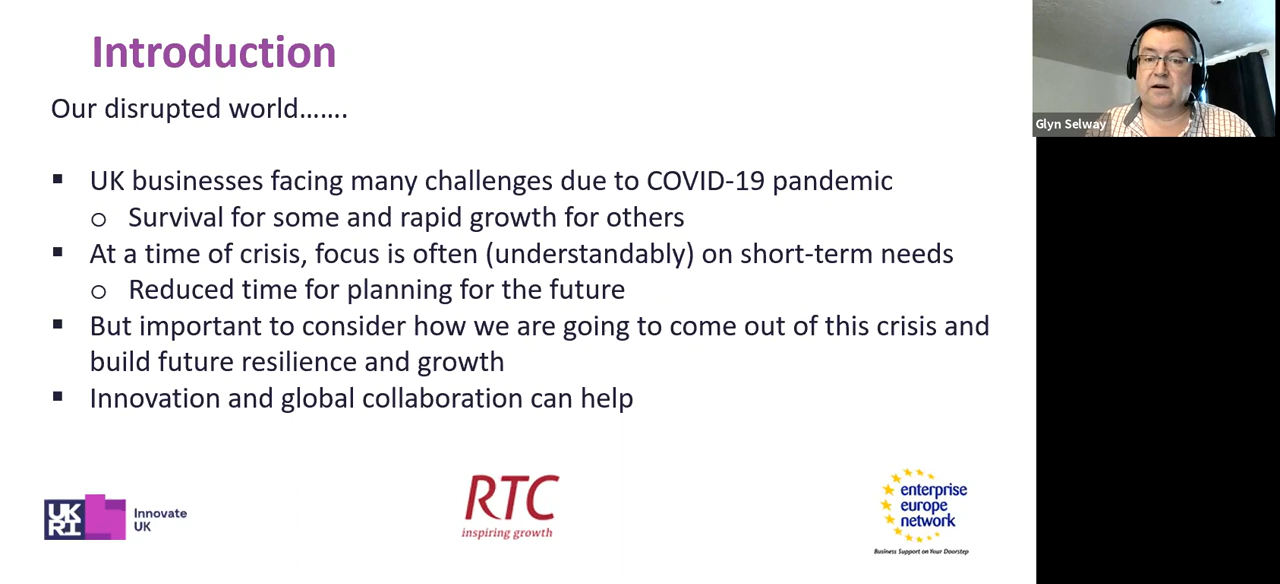 Introduction
Our disrupted world…….
▪ UK businesses facing many challenges due to COVID-19 pandemic
o Survival for some and rapid growth for others
▪ At a time of crisis, focus is often (understandably) on short-term needs
o Reduced time for planning for the future
▪ But important to consider how we are going to come out of this crisis and
build future resilience and growth
▪ Innovation and global collaboration can help
Glyn Selway
UK
RI
Innovate
UK
RTC
inspiring growth
enterprise
europe
network
Business Support on Your Doorstep